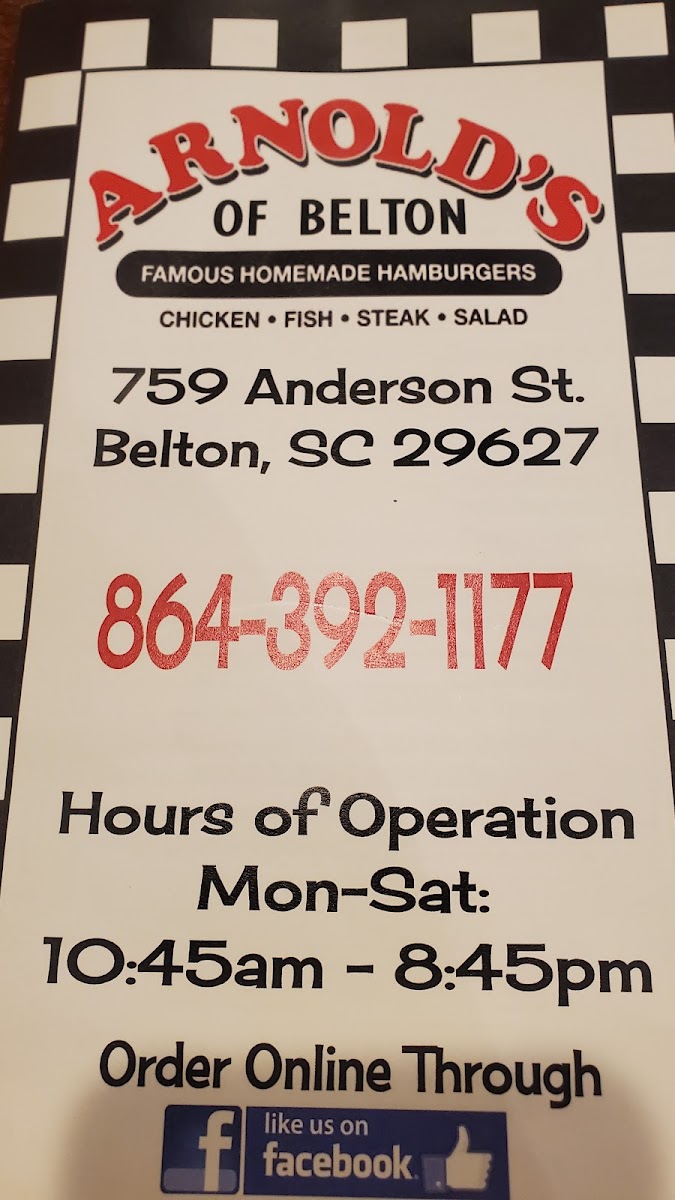 ARNOLD'S
OF BELTON
FAMOUS HOMEMADE HAMBURGERS
CHICKEN • FISH • STEAK • SALAD
759 Anderson St.
Belton, SC 29627
864-392-1177
Hours of Operation
Mon-Sat:
10:45am - 8:45pm
Order Online Through
f like us on
facebook